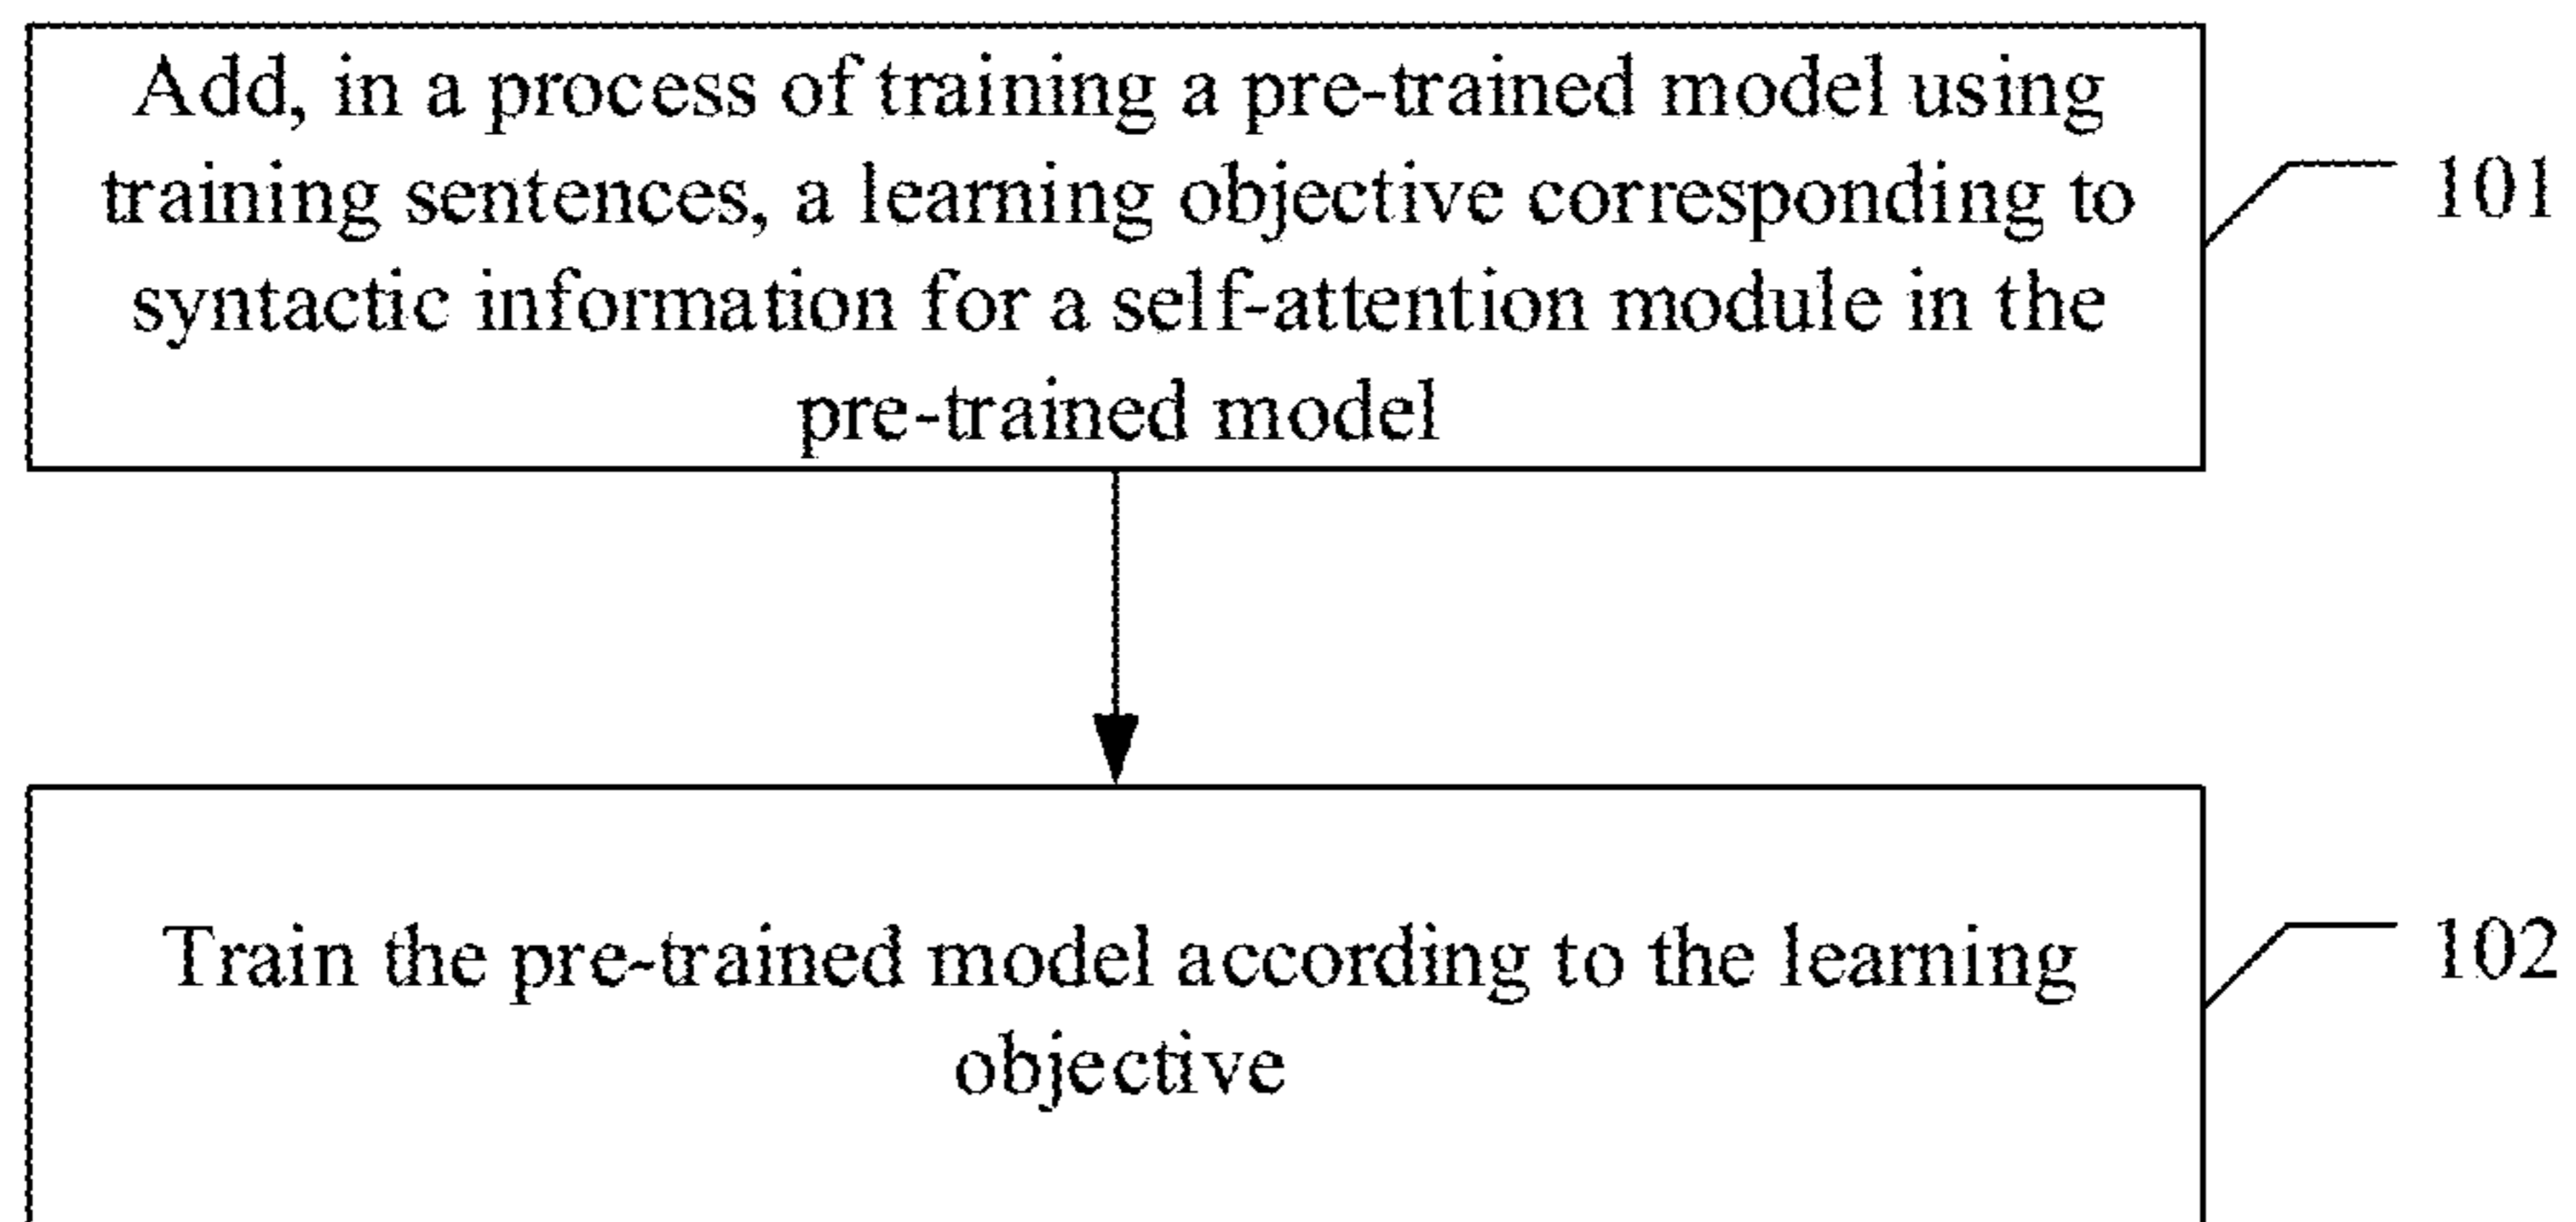 Add, in a process of training a pre-trained model using
training sentences, a learning objective corresponding to
syntactic information for a self-attention module in the
pre-trained model
101
Train the pre-trained model according to the learning
objective
102